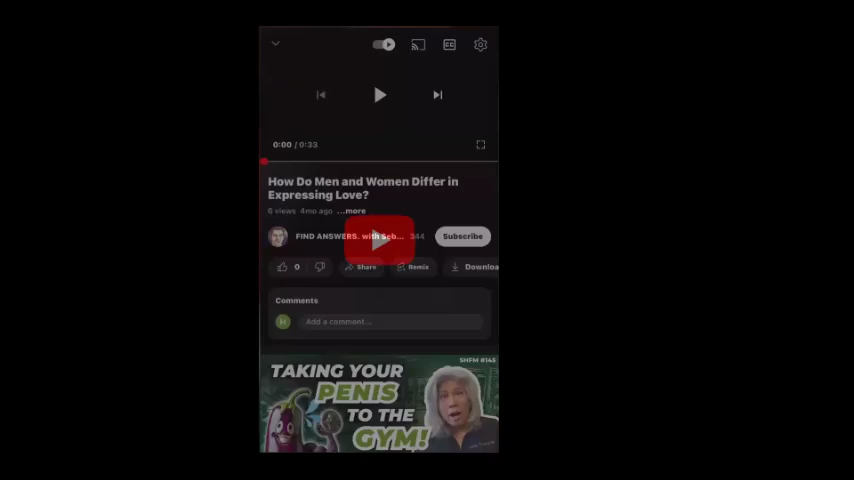 CC
0:00 / 0:33
How Do Men and Women Differ in
Expressing Love?
6 views 4mo ago ...more
FIND ANSWERS. with Seb... 344 Subscribe
0 Share Remix Downloa
Comments
H Add a comment...
SHFM #145
TAKING YOUR
PENIS
TO THE
GYM!